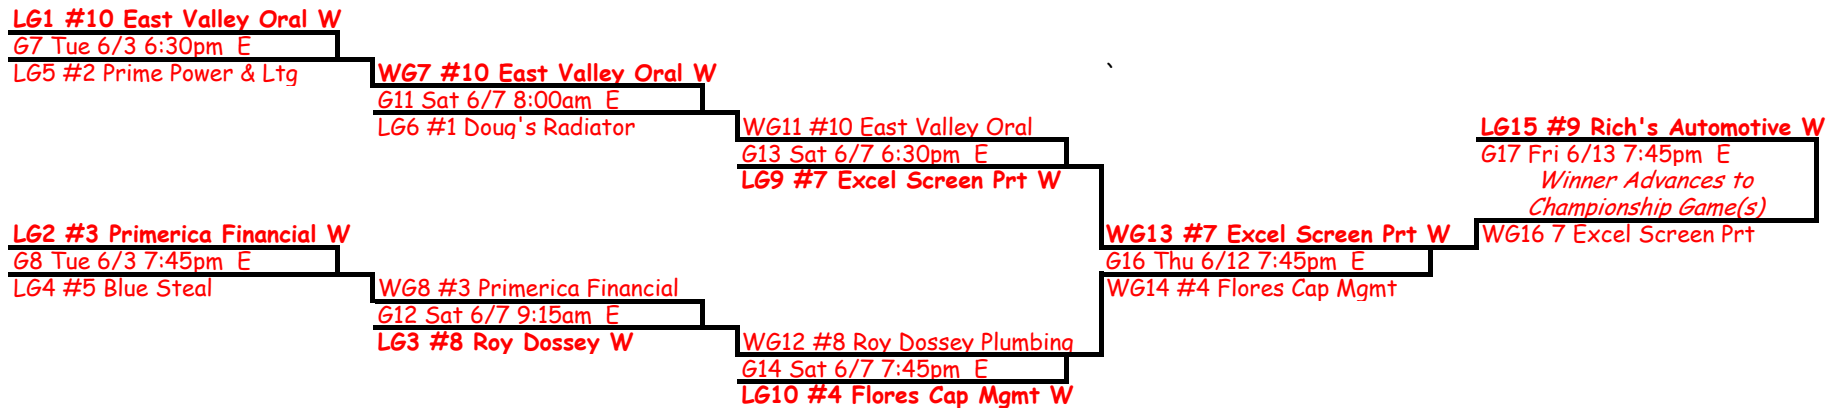 LG1 #10 East Valley Oral W
G7 Tue 6/3 6:30pm E
LG5 #2 Prime Power & Ltg
WG7 #10 East Valley Oral W
G11 Sat 6/7 8:00am E
LG6 #1 Doug's Radiator
WG11 #10 East Valley Oral
G13 Sat 6/7 6:30pm E
LG9 #7 Excel Screen Prt W
`
LG15 #9 Rich's Automotive W
G17 Fri 6/13 7:45pm E
Winner Advances to
Championship Game(s)
WG16 7 Excel Screen Prt
LG2 #3 Primerica Financial W
G8 Tue 6/3 7:45pm E
LG4 #5 Blue Steal
WG8 #3 Primerica Financial
G12 Sat 6/7 9:15am E
LG3 #8 Roy Dossey W
WG12 #8 Roy Dossey Plumbing
G14 Sat 6/7 7:45pm E
LG10 #4 Flores Cap Mgmt W
WG13 #7 Excel Screen Prt W
G16 Thu 6/12 7:45pm E
WG14 #4 Flores Cap Mgmt